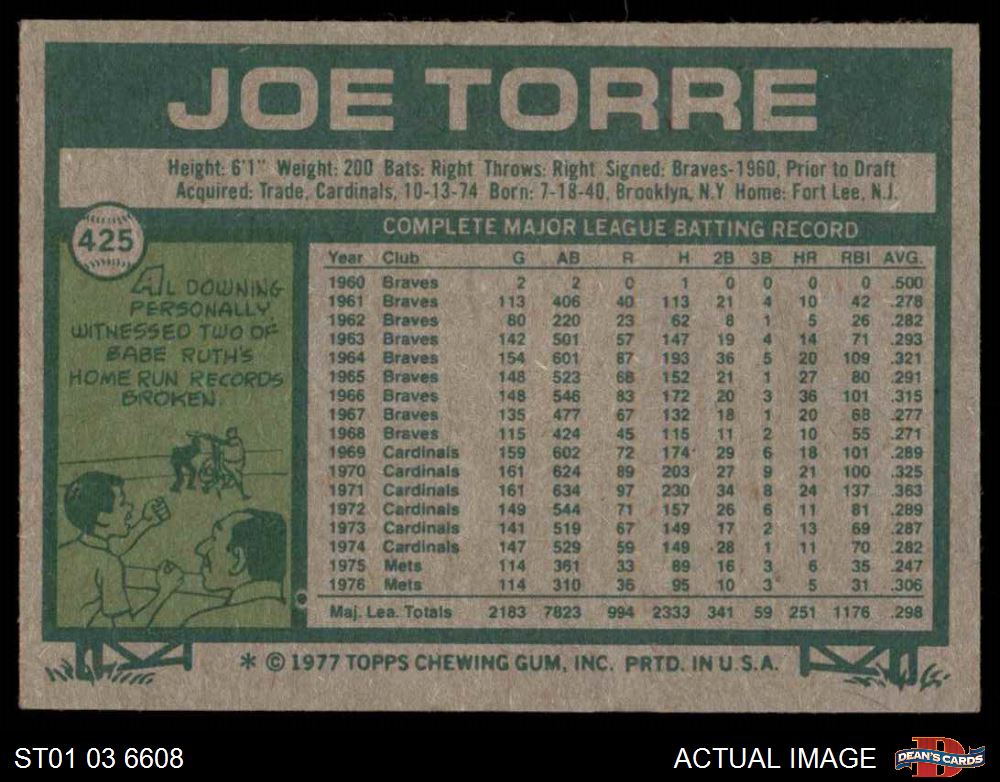 JOE TORRE
Height: 6'1" Weight: 200 Bats: Right Throws: Right Signed: Braves-1960, Prior to Draft
Acquired: Trade, Cardinals, 10-13-74 Born: 7-18-40, Brooklyn, N.Y Home: Fort Lee, N.J.
425
AL DOWNING
PERSONALLY
WITNESSED TWO OF
BABE RUTH'S
HOME RUN RECORDS
BROKEN.
COMPLETE MAJOR LEAGUE BATTING RECORD
Year Club G AB R H 2B 3B HR RBI AVG.
1960 Braves 2 2 0 1 0 0 0 0 .500
1961 Braves 113 406 40 113 21 4 10 42 .278
1962 Braves 80 220 23 62 8 1 5 26 .282
1963 Braves 142 501 57 147 19 4 14 71 .293
1964 Braves 154 601 87 193 36 5 20 109 .321
1965 Braves 148 523 68 152 21 1 27 80 .291
1966 Braves 148 546 83 172 20 3 36 101 .315
1967 Braves 135 477 67 132 18 1 20 68 .277
1968 Braves 115 424 45 115 11 2 10 55 .271
1969 Cardinals 159 602 72 174 29 6 18 101 .289
1970 Cardinals 161 624 89 203 27 9 21 100 .325
1971 Cardinals 161 634 97 230 34 8 24 137 .363
1972 Cardinals 149 544 71 157 26 6 11 81 .289
1973 Cardinals 141 519 67 149 17 2 13 69 .287
1974 Cardinals 147 529 59 149 28 1 11 70 .282
1975 Mets 114 361 33 89 16 3 6 35 .247
1976 Mets 114 310 36 95 10 3 5 31 .306
Maj. Lea. Totals 2183 7823 994 2333 341 59 251 1176 .298
* © 1977 TOPPS CHEWING GUM, INC. PRTD. IN U.S.A.
ST01 03 6608
ACTUAL IMAGE
D
DEAN'S CARDS